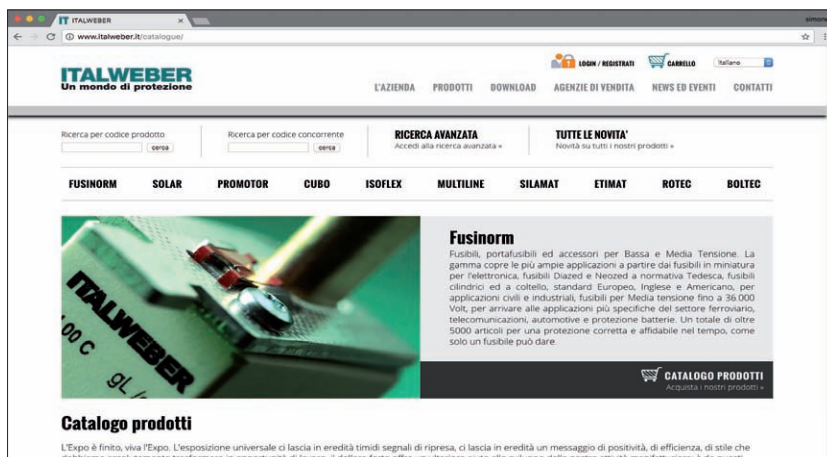 ITALWEBER
simone
www.italweber.it/catalogue/
LOGIN / REGISTRATI
CARRELLO
Italiano
ITALWEBER
Un mondo di protezione
L'AZIENDA PRODOTTI DOWNLOAD AGENZIE DI VENDITA NEWS ED EVENTI CONTATTI
Ricerca per codice prodotto
cerca
Ricerca per codice concorrente
cerca
RICERCA AVANZATA
Accedi alla ricerca avanzata »
TUTTE LE NOVITA'
Novità su tutti i nostri prodotti »
FUSINORM SOLAR PROMOTOR CUBO ISOFLEX MULTILINE SILAMAT ETIMAT ROTEC BOLTEC
ITALWEBER
00 C
gL /
Fusinorm
Fusibili, portafusibili ed accessori per Bassa e Media Tensione. La
gamma copre le più ampie applicazioni a partire dai fusibili in miniatura
per l'elettronica, fusibili Diazed e Neozed a normativa Tedesca, fusibili
cilindrici ed a coltello, standard Europeo, Inglese e Americano, per
applicazioni civili e industriali, fusibili per Media tensione fino a 36.000
Volt, per arrivare alle applicazioni più specifiche del settore ferroviario,
telecomunicazioni, automotive e protezione batterie. Un totale di oltre
5000 articoli per una protezione corretta e affidabile nel tempo, come
solo un fusibile può dare.
CATALOGO PRODOTTI
Acquista i nostri prodotti »
Catalogo prodotti
L'Expo è finito, viva l'Expo. L'esposizione universale ci lascia in eredità timidi segnali di ripresa, ci lascia in eredità un messaggio di positività, di efficienza, di stile che